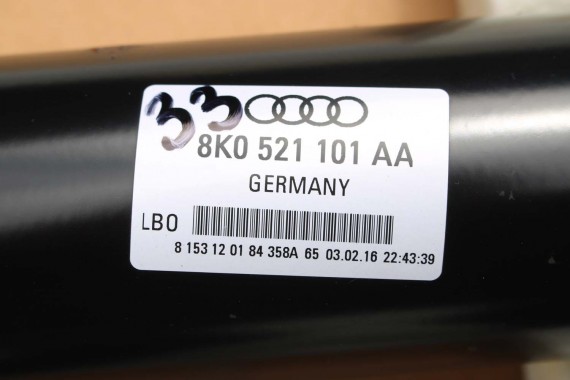 33
8K0 521 101 AA
GERMANY
LBO
8 153 12 01 84 358A 65 03.02.16 22:43:39